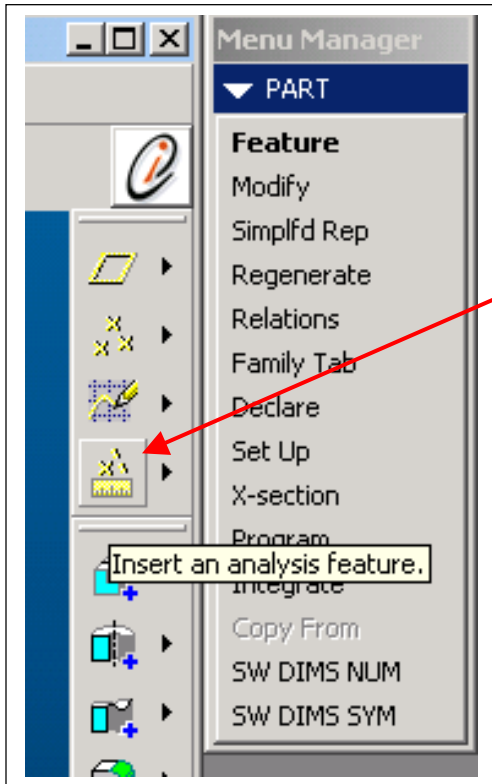 Menu Manager
PART
Feature
Modify
Simplfd Rep
Regenerate
Relations
Family Tab
Declare
Set Up
X-section
Program
Insert an analysis feature.
Integrate
Copy From
SW DIMS NUM
SW DIMS SYM